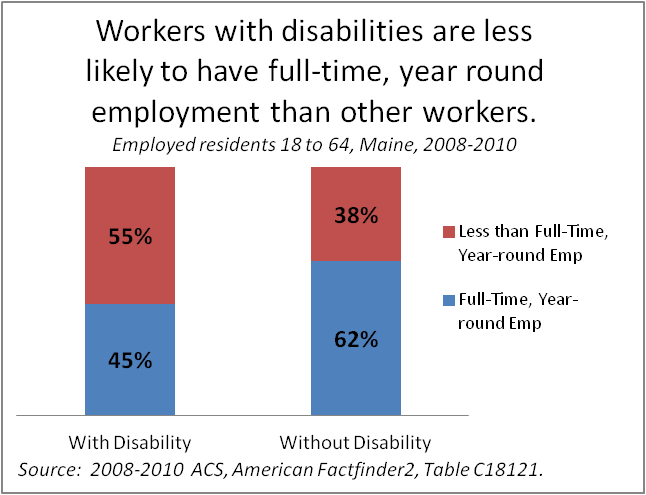 Workers with disabilities are less
likely to have full-time, year round
employment than other workers.
Employed residents 18 to 64, Maine, 2008-2010
55%
38%
45%
62%
Less than Full-Time,
Year-round Emp
Full-Time, Year-
round Emp
With Disability
Without Disability
Source: 2008-2010 ACS, American Factfinder2, Table C18121.